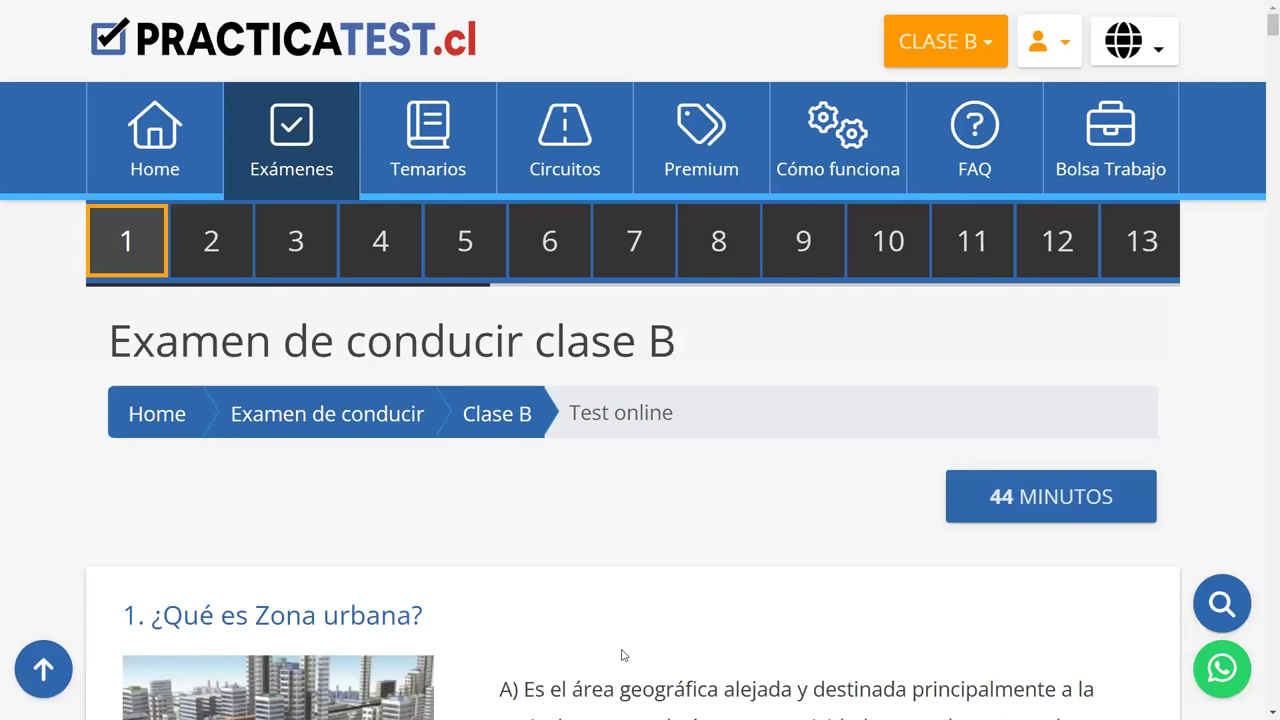 PRACTICATEST.cl
CLASE B
Home
Exámenes
Temarios
Circuitos
Premium
Cómo funciona
FAQ
Bolsa Trabajo
1 2 3 4 5 6 7 8 9 10 11 12 13
Examen de conducir clase B
Home Examen de conducir Clase B Test online
44 MINUTOS
1. ¿Qué es Zona urbana?
A) Es el área geográfica alejada y destinada principalmente a la